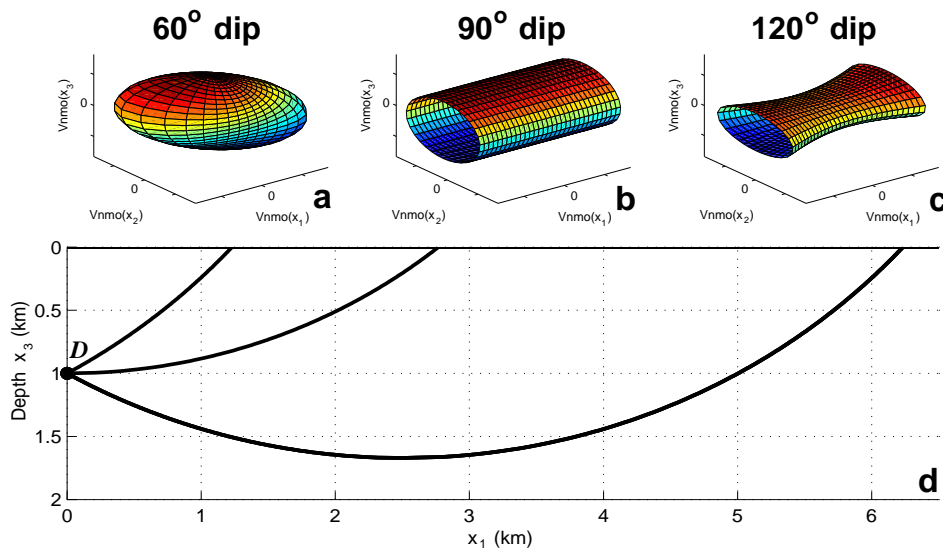 60° dip
90° dip
120° dip
Vnmo(x₃)
0
Vnmo(x₂)
0
Vnmo(x₁)
0
a
Vnmo(x₃)
0
Vnmo(x₂)
0
Vnmo(x₁)
0
b
Vnmo(x₃)
0
Vnmo(x₂)
0
Vnmo(x₁)
0
c
Depth x₃ (km)
0
0.5
1
1.5
2
D
d
0 1 2 3 4 5 6
x₁ (km)